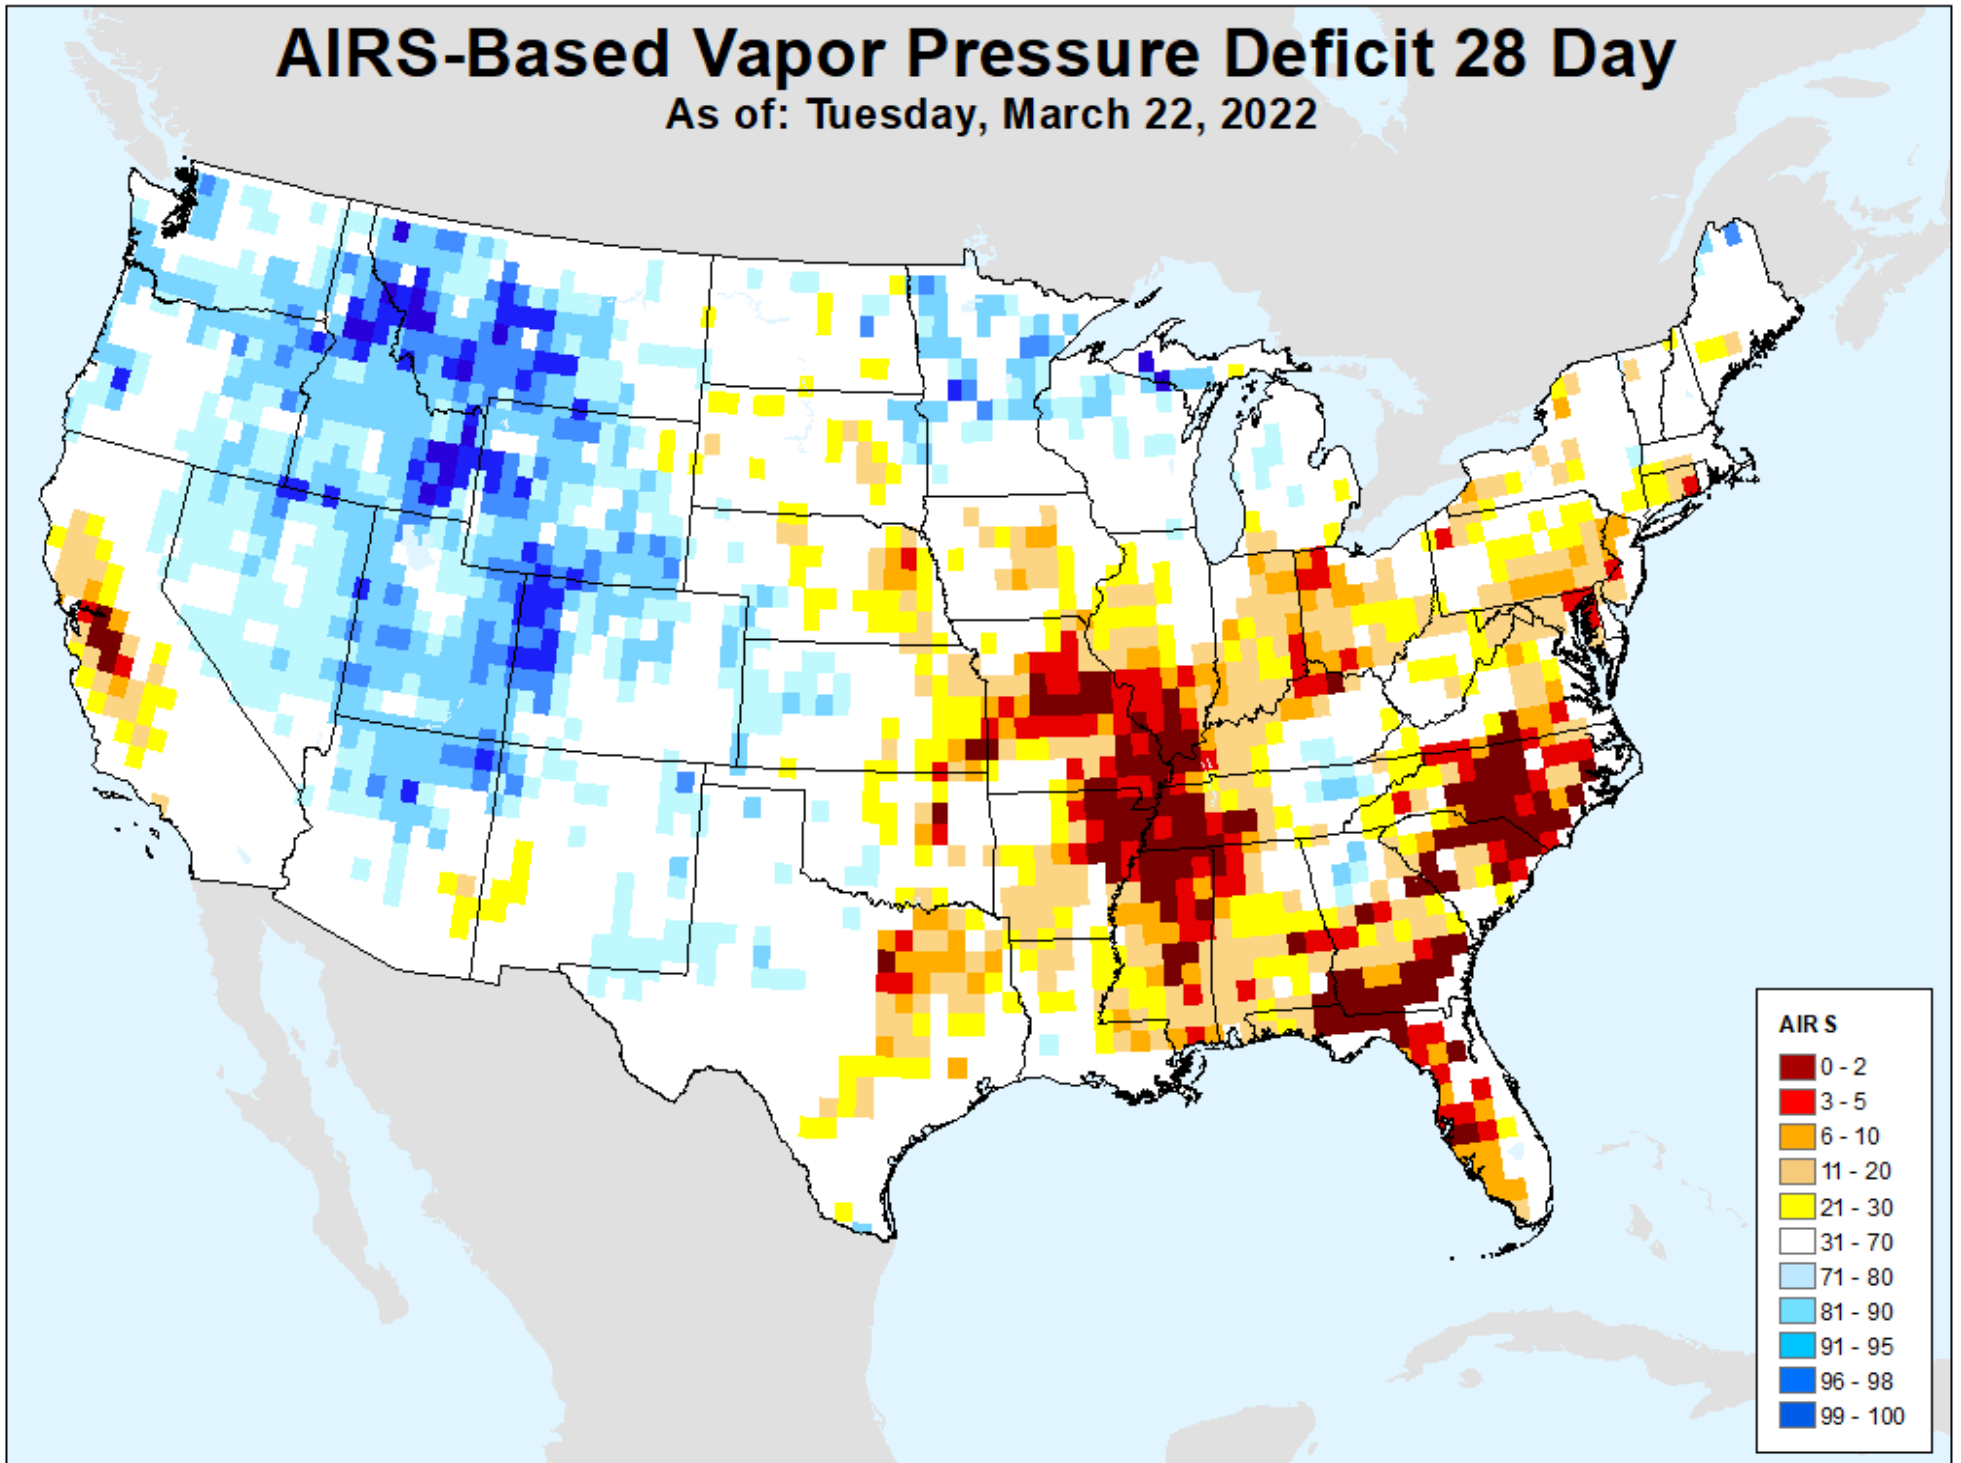 AIRS-Based Vapor Pressure Deficit 28 Day
As of: Tuesday, March 22, 2022
AIRS
0 - 2
3 - 5
6 - 10
11 - 20
21 - 30
31 - 70
71 - 80
81 - 90
91 - 95
96 - 98
99 - 100